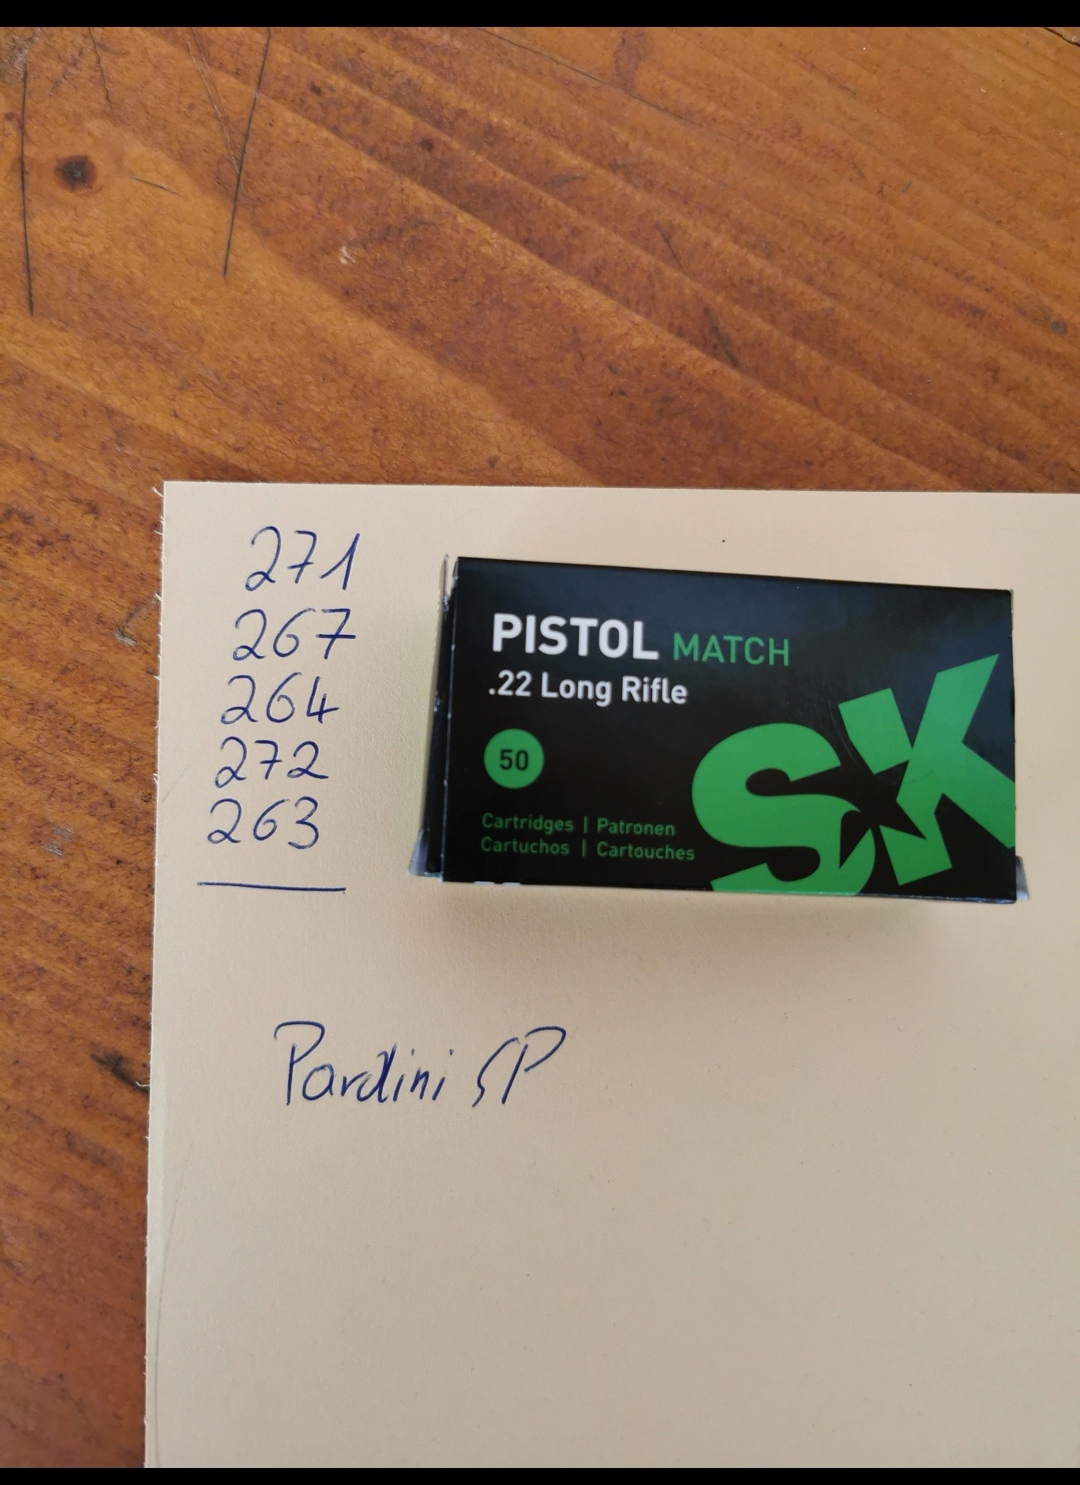 271
267
264
272
263
PISTOL MATCH
.22 Long Rifle
50
Cartridges | Patronen
Cartuchos | Cartouches
SK
Pardini SP